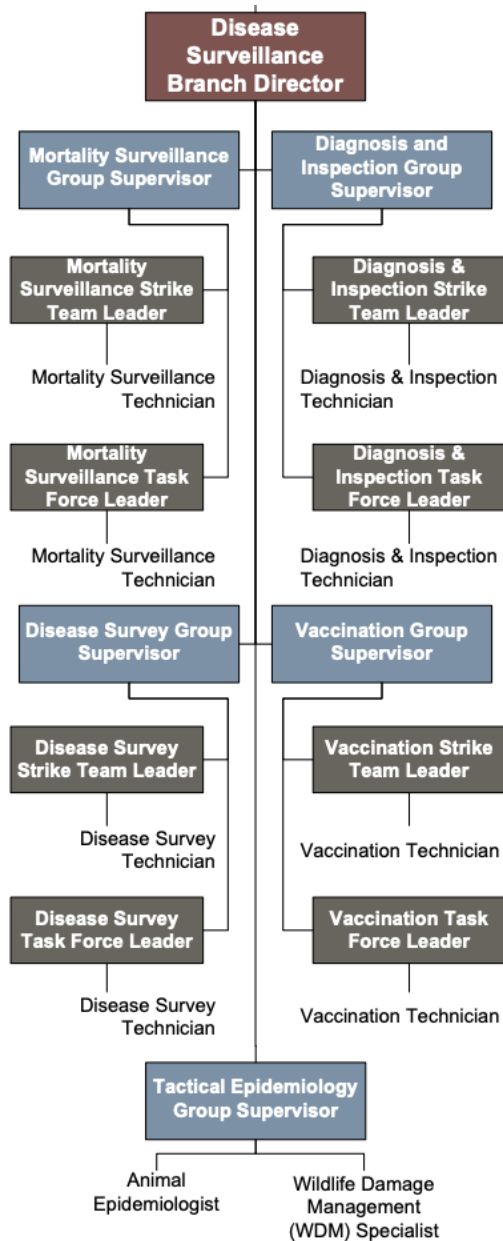 Disease
Surveillance
Branch Director
Mortality Surveillance
Group Supervisor
Diagnosis and
Inspection Group
Supervisor
Mortality
Surveillance Strike
Team Leader
Diagnosis &
Inspection Strike
Team Leader
Mortality Surveillance
Technician
Diagnosis & Inspection
Technician
Mortality
Surveillance Task
Force Leader
Diagnosis &
Inspection Task
Force Leader
Mortality Surveillance
Technician
Diagnosis & Inspection
Technician
Disease Survey Group
Supervisor
Vaccination Group
Supervisor
Disease Survey
Strike Team Leader
Vaccination Strike
Team Leader
Disease Survey
Technician
Vaccination Technician
Disease Survey
Task Force Leader
Vaccination Task
Force Leader
Disease Survey
Technician
Vaccination Technician
Tactical Epidemiology
Group Supervisor
Animal
Epidemiologist
Wildlife Damage
Management
(WDM) Specialist